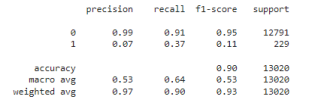 precision recall f1-score support
0 0.99 0.91 0.95 12791
1 0.07 0.37 0.11 229
accuracy 0.90 13020
macro avg 0.53 0.64 0.53 13020
weighted avg 0.97 0.90 0.93 13020